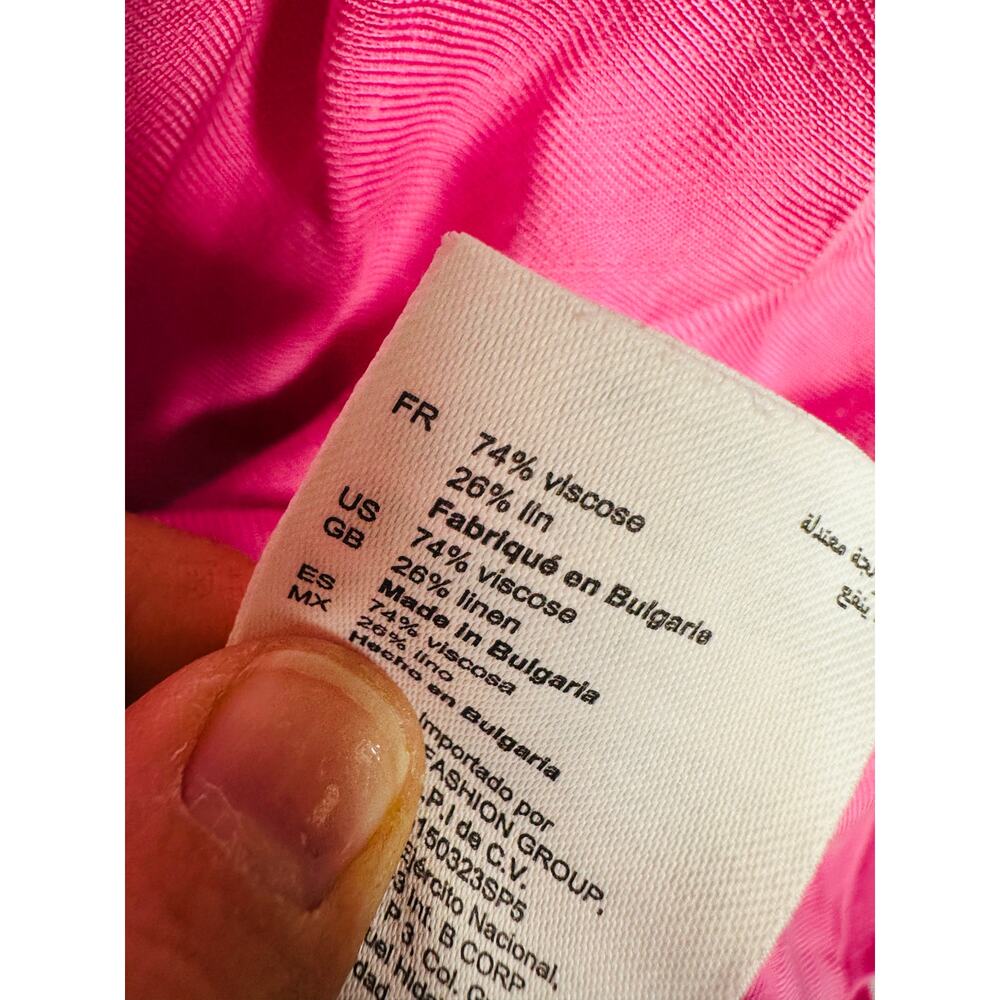 FR
74% viscose
26% lin
Fabriqué en Bulgarie
US
GB
74% viscose
26% linen
Made in Bulgaria
ES
MX
74% viscosa
26% lino
Hecho en Bulgaria
Importado por
FASHION GROUP,
.P.I de C.V.
150323SP5
Ejército Nacional,
3 Int. B CORP
P 3, Col.
معتدلة